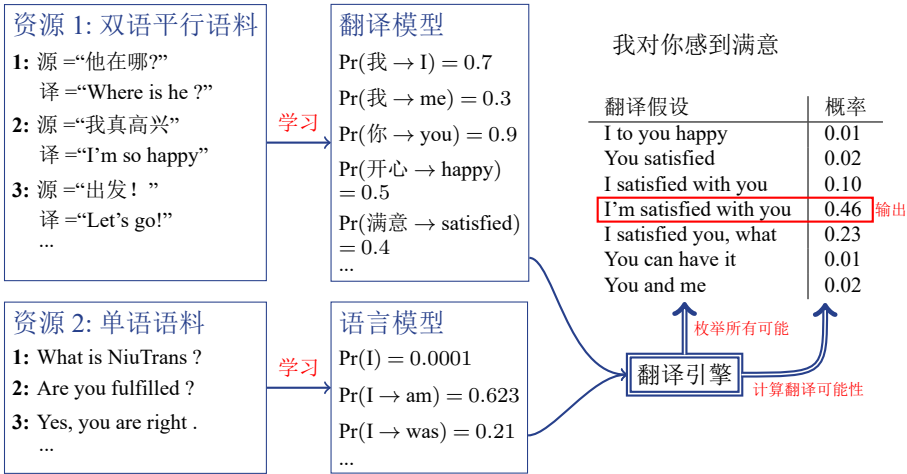 资源 1: 双语平行语料
1: 源 =“他在哪?”
译 =“Where is he ?”
2: 源 =“我真高兴”
译 =“I’m so happy”
3: 源 =“出发！”
译 =“Let’s go!”
...
学习
翻译模型
Pr(我 → I) = 0.7
Pr(我 → me) = 0.3
Pr(你 → you) = 0.9
Pr(开心 → happy)
= 0.5
Pr(满意 → satisfied)
= 0.4
...
资源 2: 单语语料
1: What is NiuTrans ?
2: Are you fulfilled ?
3: Yes, you are right .
...
学习
语言模型
Pr(I) = 0.0001
Pr(I → am) = 0.623
Pr(I → was) = 0.21
...
我对你感到满意
翻译假设 概率
I to you happy 0.01
You satisfied 0.02
I satisfied with you 0.10
I’m satisfied with you 0.46 输出
I satisfied you, what 0.23
You can have it 0.01
You and me 0.02
枚举所有可能
翻译引擎
计算翻译可能性